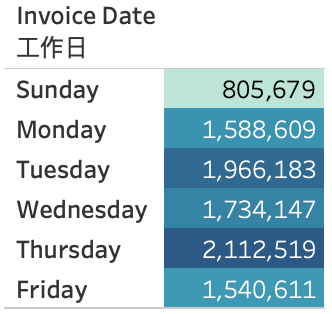 Invoice Date
工作日
Sunday 805,679
Monday 1,588,609
Tuesday 1,966,183
Wednesday 1,734,147
Thursday 2,112,519
Friday 1,540,611